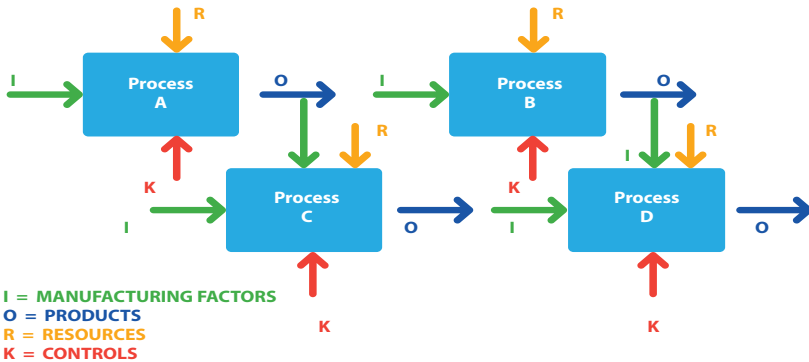 R
R
I
Process
A
O
I
Process
B
O
R
R
K
I
K
Process
C
Process
D
I
O
I
O
K
K
I = MANUFACTURING FACTORS
O = PRODUCTS
R = RESOURCES
K = CONTROLS